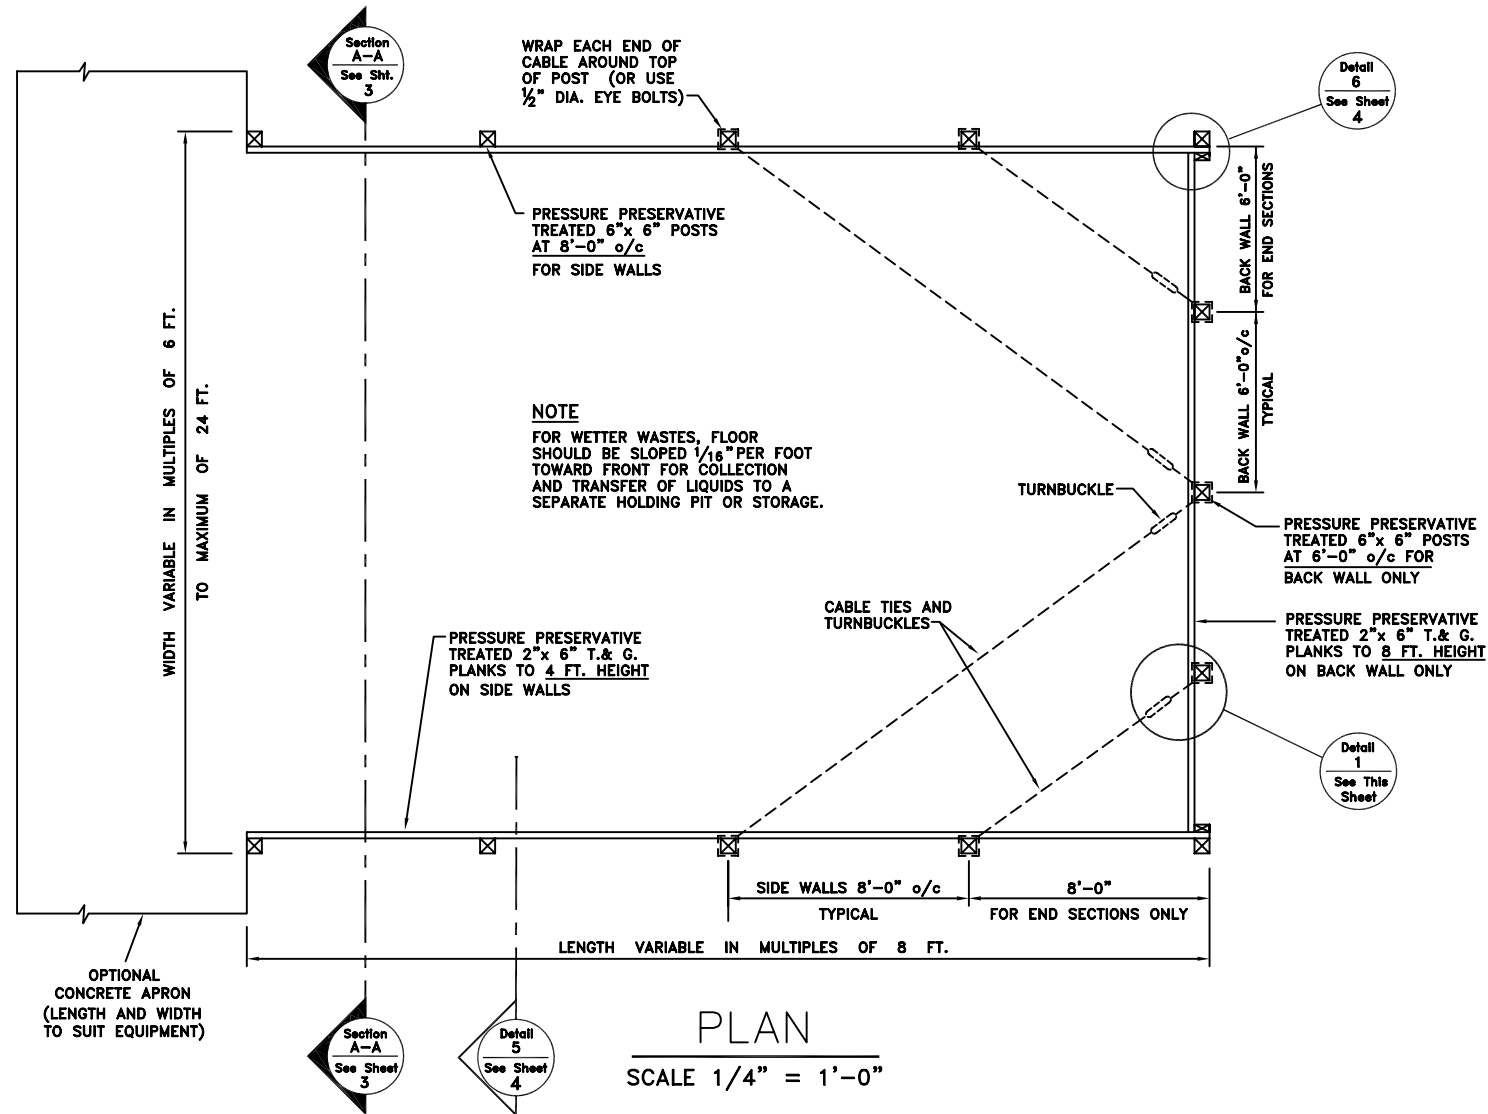 Section
A-A
See Sht.
3
WRAP EACH END OF
CABLE AROUND TOP
OF POST (OR USE
½" DIA. EYE BOLTS)
Detail
6
See Sheet
4
PRESSURE PRESERVATIVE
TREATED 6"x 6" POSTS
AT 8'-0" o/c
FOR SIDE WALLS
BACK WALL 6'-0"
FOR END SECTIONS
BACK WALL 6'-0"o/c
TYPICAL
WIDTH VARIABLE IN MULTIPLES OF 6 FT.
TO MAXIMUM OF 24 FT.
NOTE
FOR WETTER WASTES, FLOOR
SHOULD BE SLOPED 1/16" PER FOOT
TOWARD FRONT FOR COLLECTION
AND TRANSFER OF LIQUIDS TO A
SEPARATE HOLDING PIT OR STORAGE.
TURNBUCKLE
PRESSURE PRESERVATIVE
TREATED 6"x 6" POSTS
AT 6'-0" o/c FOR
BACK WALL ONLY
CABLE TIES AND
TURNBUCKLES
PRESSURE PRESERVATIVE
TREATED 2"x 6" T.& G.
PLANKS TO 8 FT. HEIGHT
ON BACK WALL ONLY
PRESSURE PRESERVATIVE
TREATED 2"x 6" T.& G.
PLANKS TO 4 FT. HEIGHT
ON SIDE WALLS
Detail
1
See This
Sheet
SIDE WALLS 8'-0" o/c
TYPICAL
8'-0"
FOR END SECTIONS ONLY
LENGTH VARIABLE IN MULTIPLES OF 8 FT.
OPTIONAL
CONCRETE APRON
(LENGTH AND WIDTH
TO SUIT EQUIPMENT)
Section
A-A
See Sheet
3
Detail
5
See Sheet
4
PLAN
SCALE 1/4" = 1'-0"